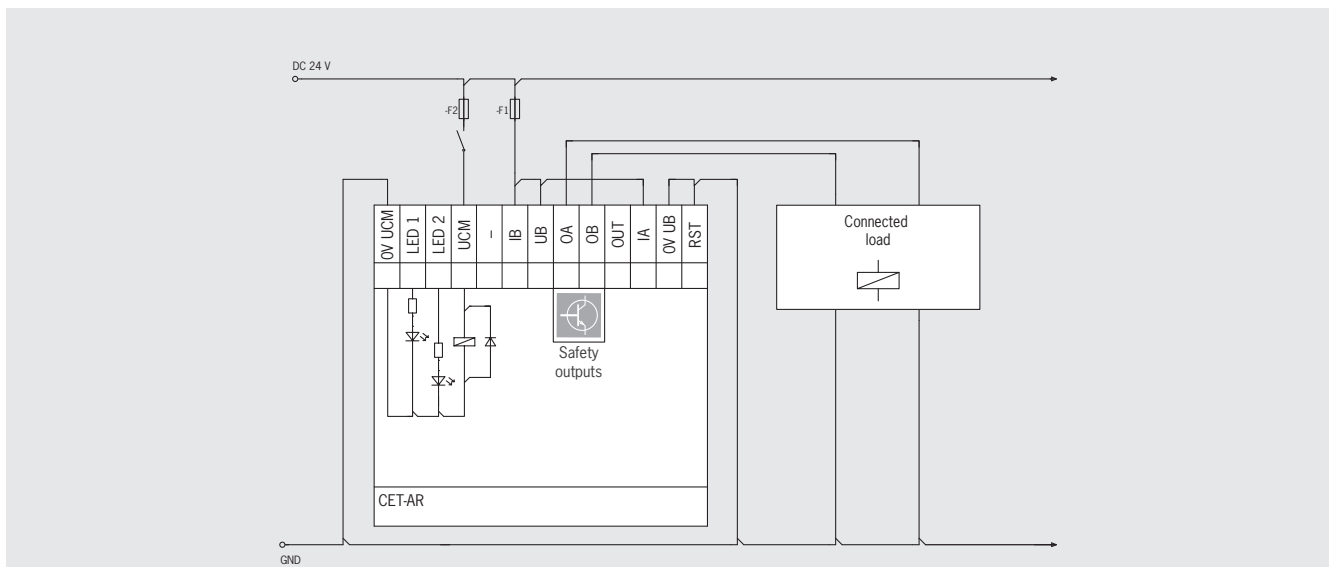 DC 24 V
-F2
-F1
0V UCM
LED 1
LED 2
UCM
–
IB
UB
OA
OB
OUT
IA
0V UB
RST
Connected
load
Safety
outputs
CET-AR
GND